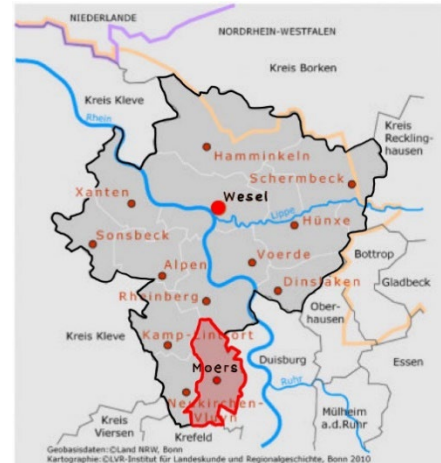 NIEDERLANDE
NORDRHEIN-WESTFALEN
Kreis Borken
Kreis Kleve
Rhein
Kreis
Reckling-
hausen
Hamminkeln
Schermbeck
Xanten
Wesel
Lippe
Hünxe
Sonsbeck
Bottrop
Alpen
Voerde
Gladbeck
Dinslaken
Rheinberg
Ober-
hausen
Kreis Kleve
Kamp-Lintfort
Duisburg
Essen
Moers
Ruhr
Neukirchen-
Vluyn
Kreis
Viersen
Krefeld
Mülheim
a.d.Ruhr
Geobasisdaten:©Land NRW, Bonn
Kartographie:©LVR-Institut für Landeskunde und Regionalgeschichte, Bonn 2010